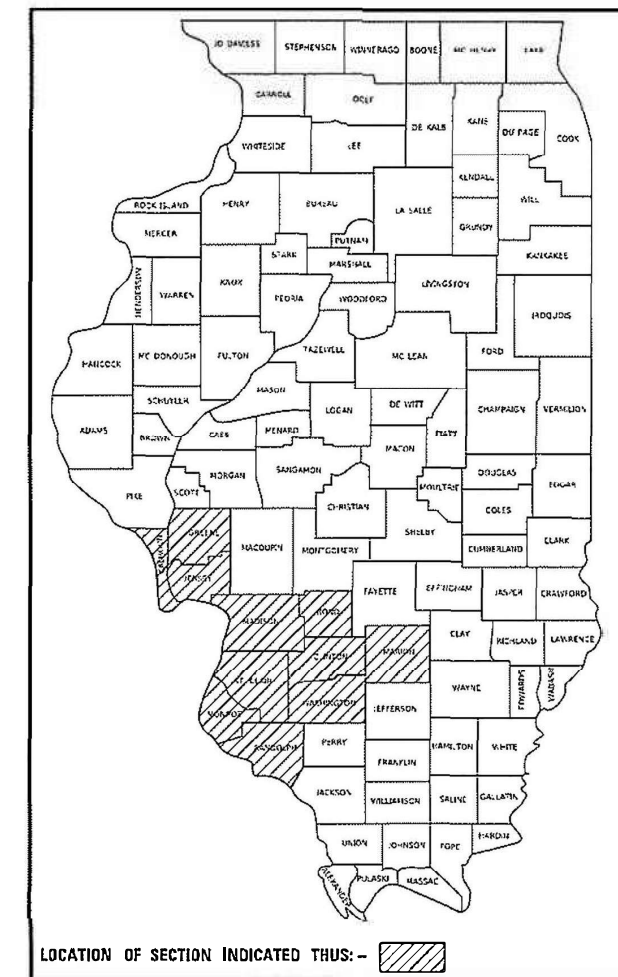 JO DAVIESS STEPHENSON WINNEBAGO BOONE MC HENRY LAKE
CARROLL OGLE DE KALB KANE DU PAGE COOK
WHITESIDE LEE
KENDALL WILL
ROCK ISLAND HENRY BUREAU LA SALLE GRUNDY
MERCER PUTNAM
STARK MARSHALL KANKAKEE
HENDERSON WARREN KNOX PEORIA WOODFORD LIVINGSTON IROQUOIS
HANCOCK MC DONOUGH FULTON TAZEWELL MC LEAN FORD
MASON
SCHUYLER LOGAN DE WITT CHAMPAIGN VERMILION
ADAMS BROWN CASS MENARD PIATT
MACON
MORGAN SANGAMON DOUGLAS
PIKE SCOTT MOULTRIE EDGAR
CHRISTIAN COLES
GREENE SHELBY
CALHOUN MACOUPIN MONTGOMERY CUMBERLAND CLARK
JERSEY
FAYETTE EFFINGHAM JASPER CRAWFORD
MADISON BOND
CLAY RICHLAND LAWRENCE
CLINTON MARION
ST. CLAIR WAYNE EDWARDS WABASH
WASHINGTON JEFFERSON
MONROE
RANDOLPH PERRY HAMILTON WHITE
FRANKLIN
JACKSON WILLIAMSON SALINE GALLATIN
UNION JOHNSON POPE HARDIN
ALEXANDER PULASKI MASSAC
LOCATION OF SECTION INDICATED THUS: -